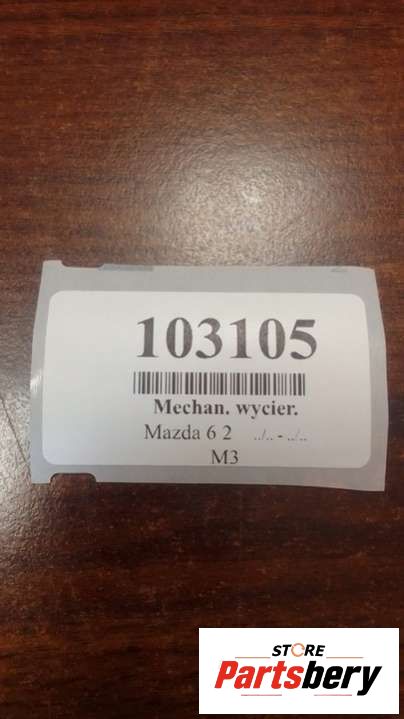 103105
Mechan. wycier.
Mazda 6 2 ../.. - ../..
M3
STORE
Partsbery